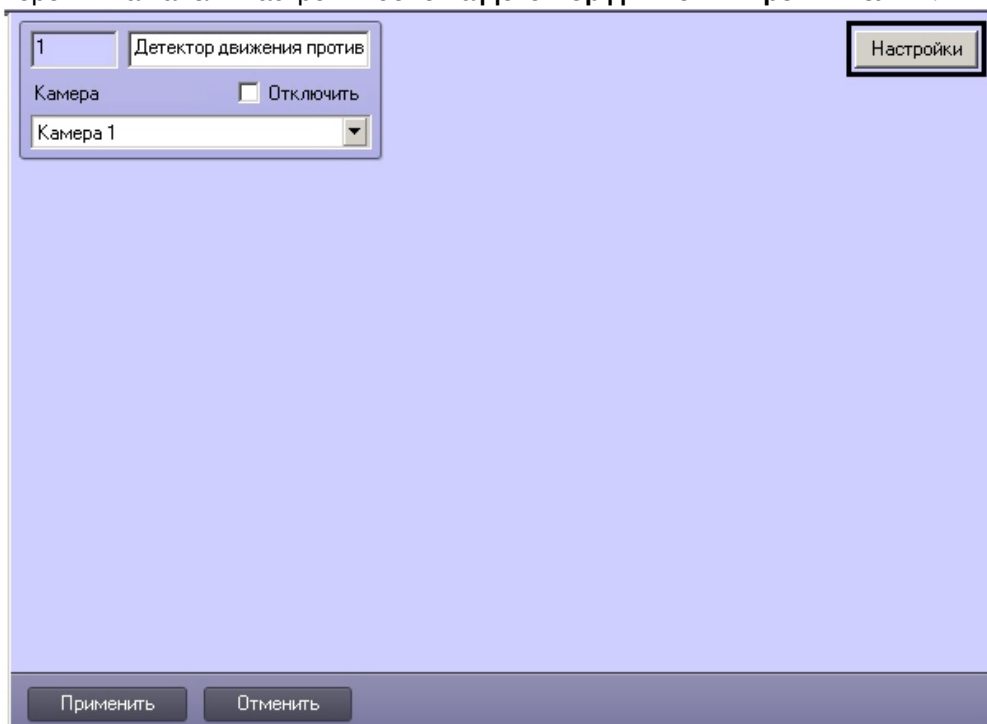 1 Детектор движения против Настройки
Камера Отключить
Камера 1
Применить Отменить